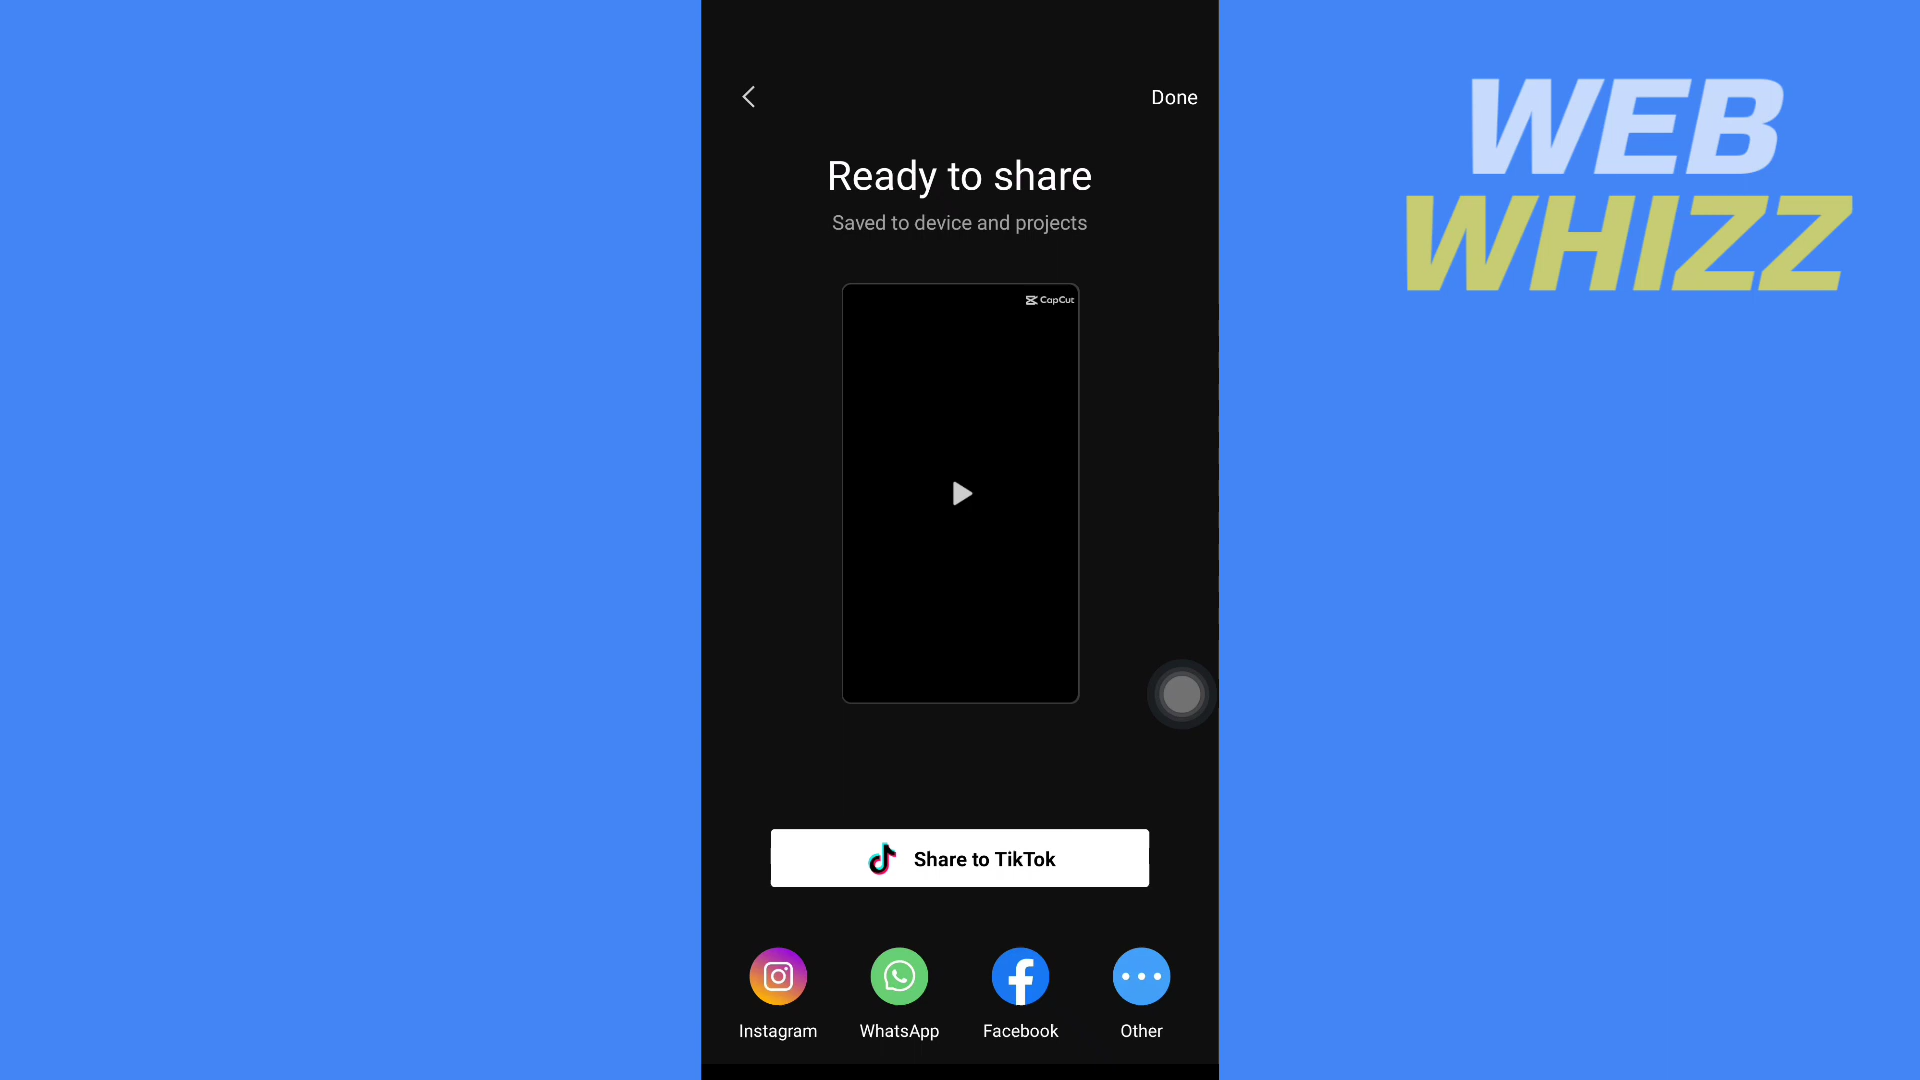 Done
WEB
WHIZZ
Ready to share
Saved to device and projects
CapCut
Share to TikTok
Instagram
WhatsApp
Facebook
Other